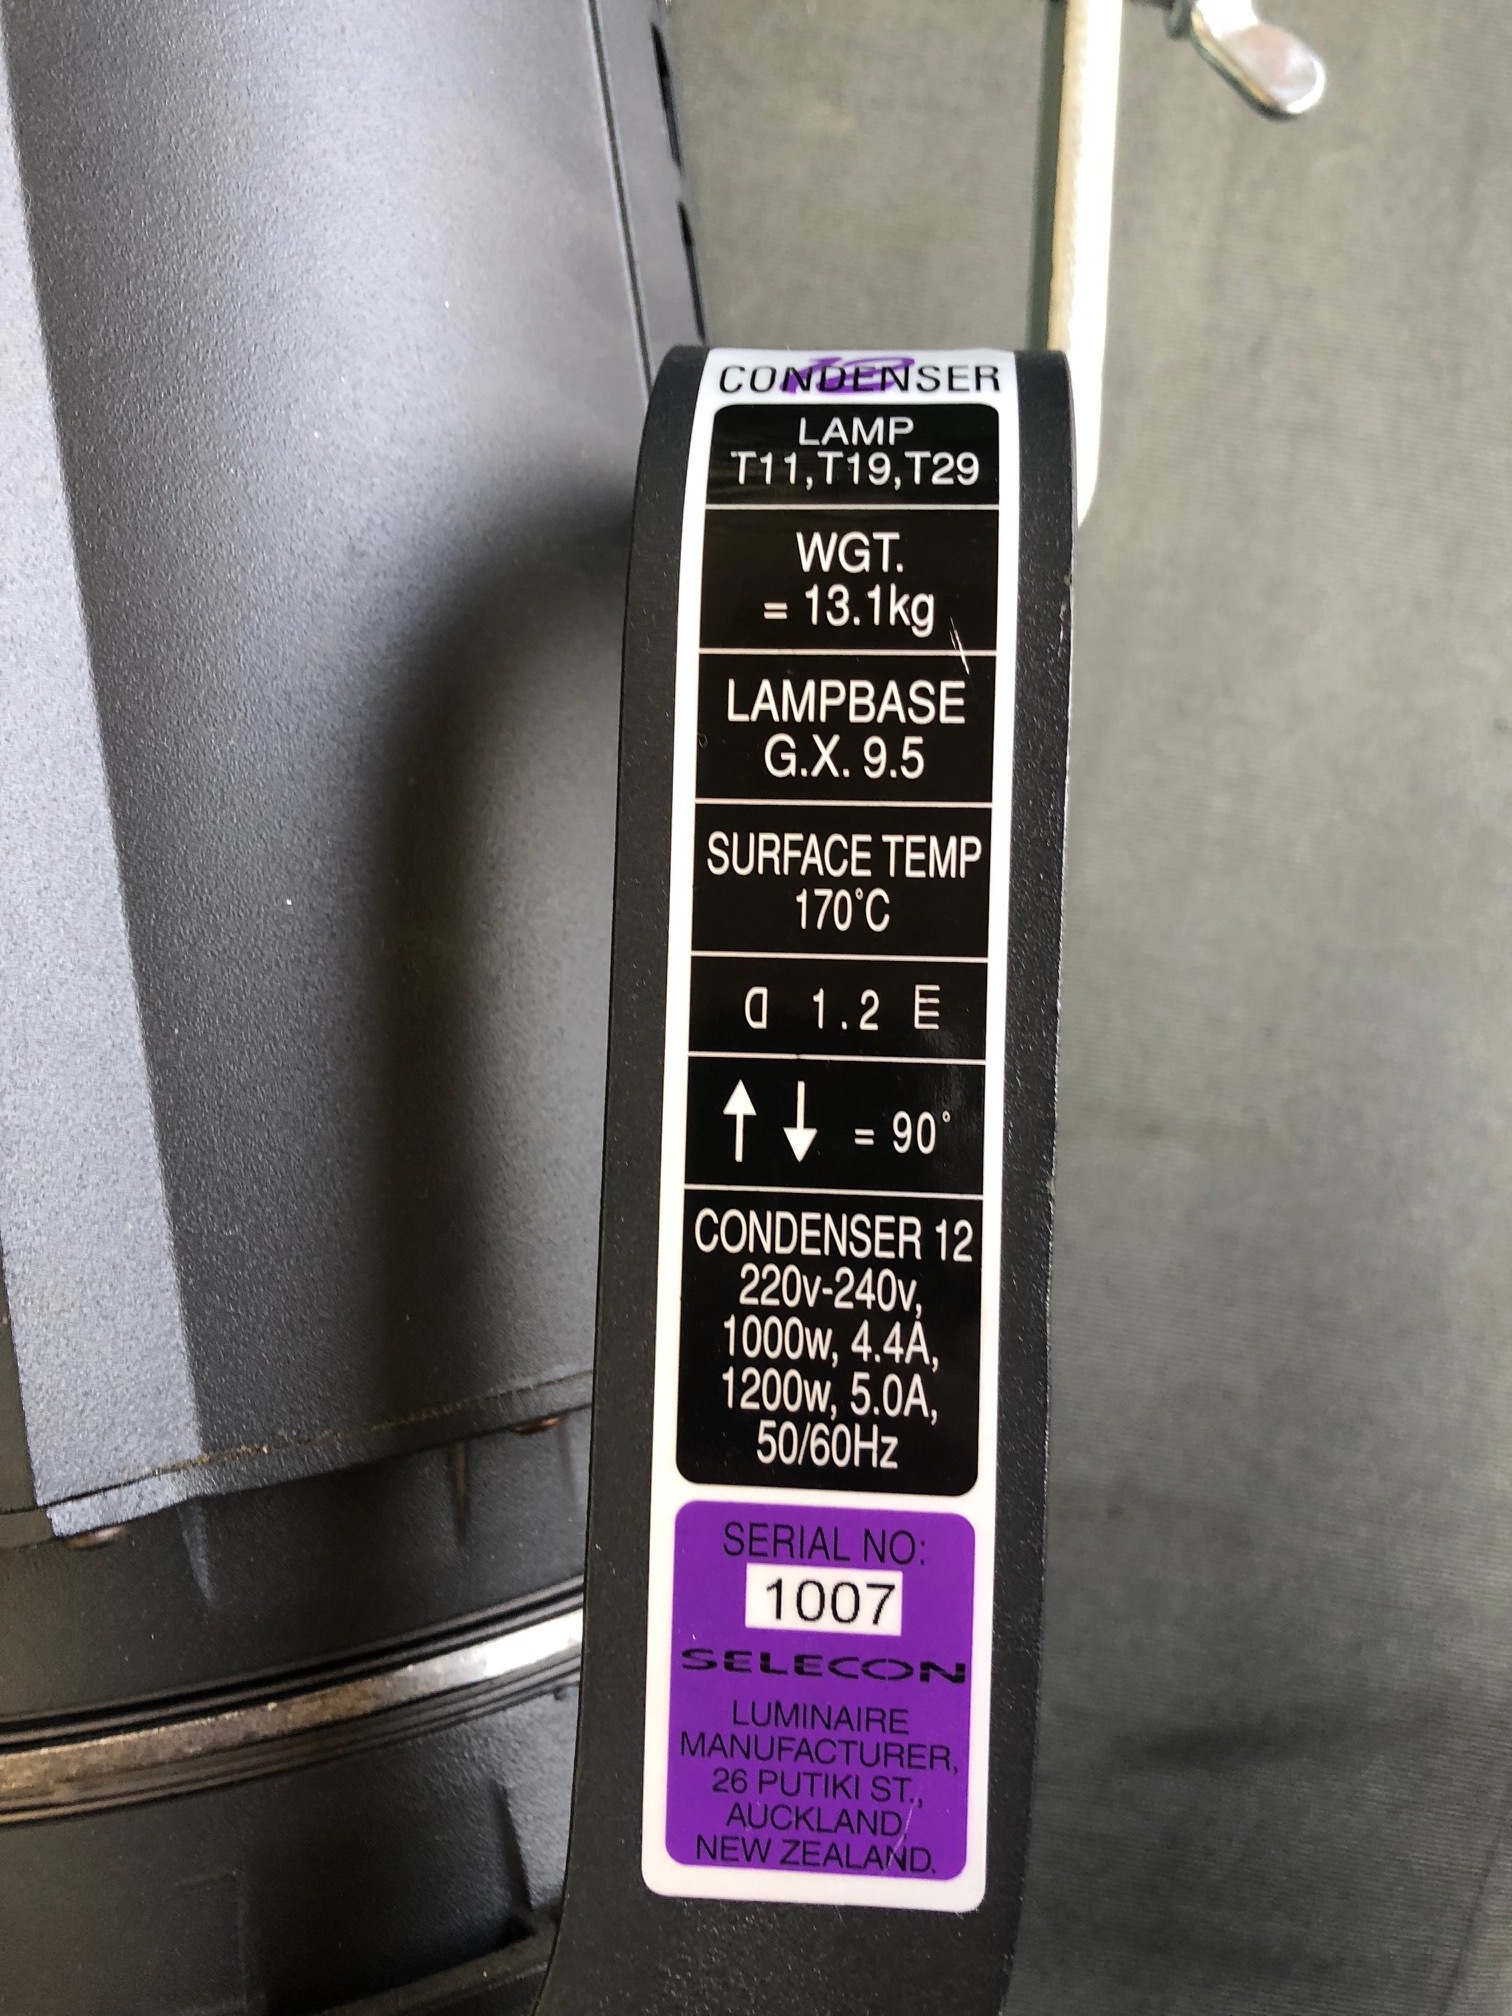 CONDENSER
LAMP
T11,T19,T29
WGT.
= 13.1kg
LAMPBASE
G.X. 9.5
SURFACE TEMP
170°C
1.2 E
↑ ↓ = 90°
CONDENSER 12
220v-240v,
1000w, 4.4A,
1200w, 5.0A,
50/60Hz
SERIAL NO:
1007
SELECON
LUMINAIRE
MANUFACTURER,
26 PUTIKI ST.,
AUCKLAND
NEW ZEALAND.